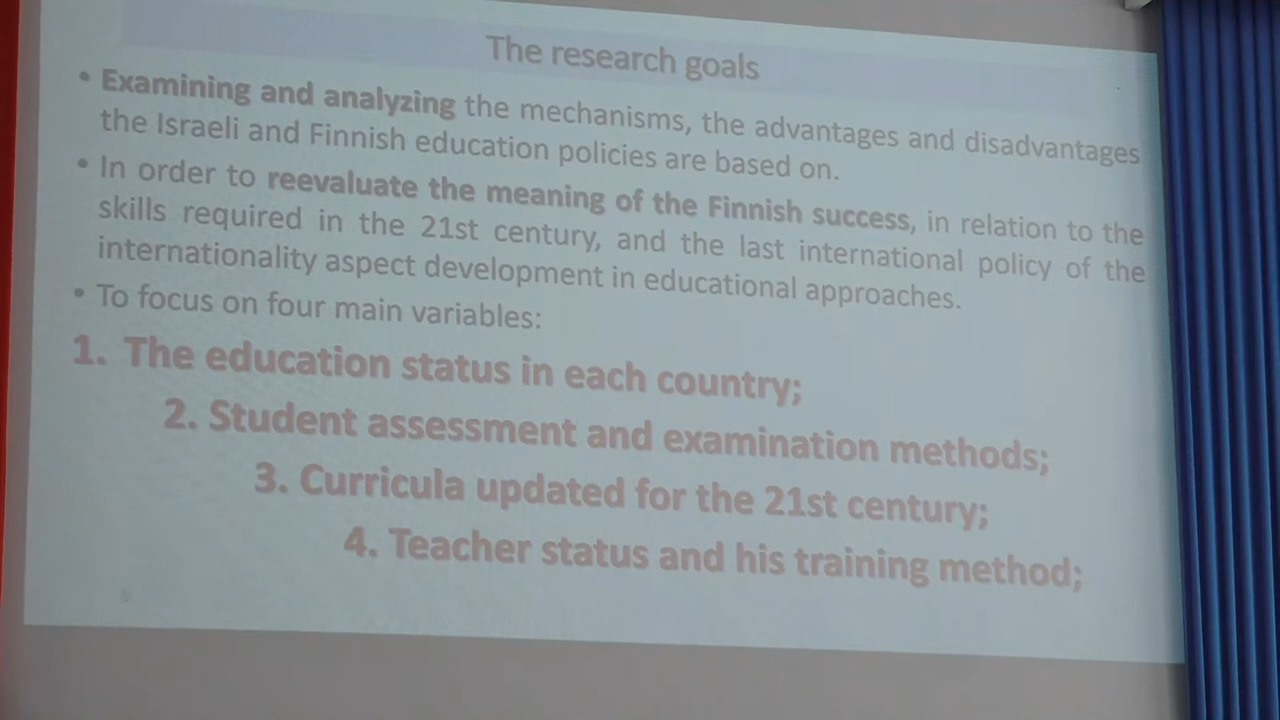 The research goals
• Examining and analyzing the mechanisms, the advantages and disadvantages
the Israeli and Finnish education policies are based on.
• In order to reevaluate the meaning of the Finnish success, in relation to the
skills required in the 21st century, and the last international policy of the
internationality aspect development in educational approaches.
• To focus on four main variables:
1. The education status in each country;
2. Student assessment and examination methods;
3. Curricula updated for the 21st century;
4. Teacher status and his training method;